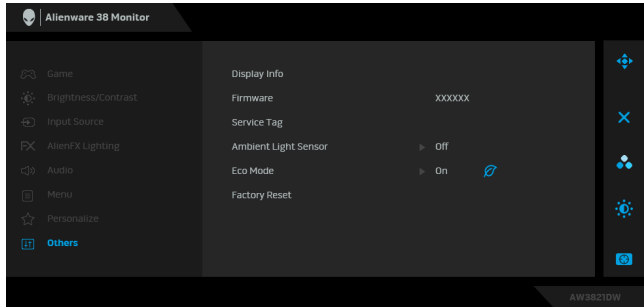 Alienware 38 Monitor
Game
Brightness/Contrast
Input Source
AlienFX Lighting
Audio
Menu
Personalize
Others
Display Info
Firmware XXXXXX
Service Tag
Ambient Light Sensor Off
Eco Mode On
Factory Reset
AW3821DW